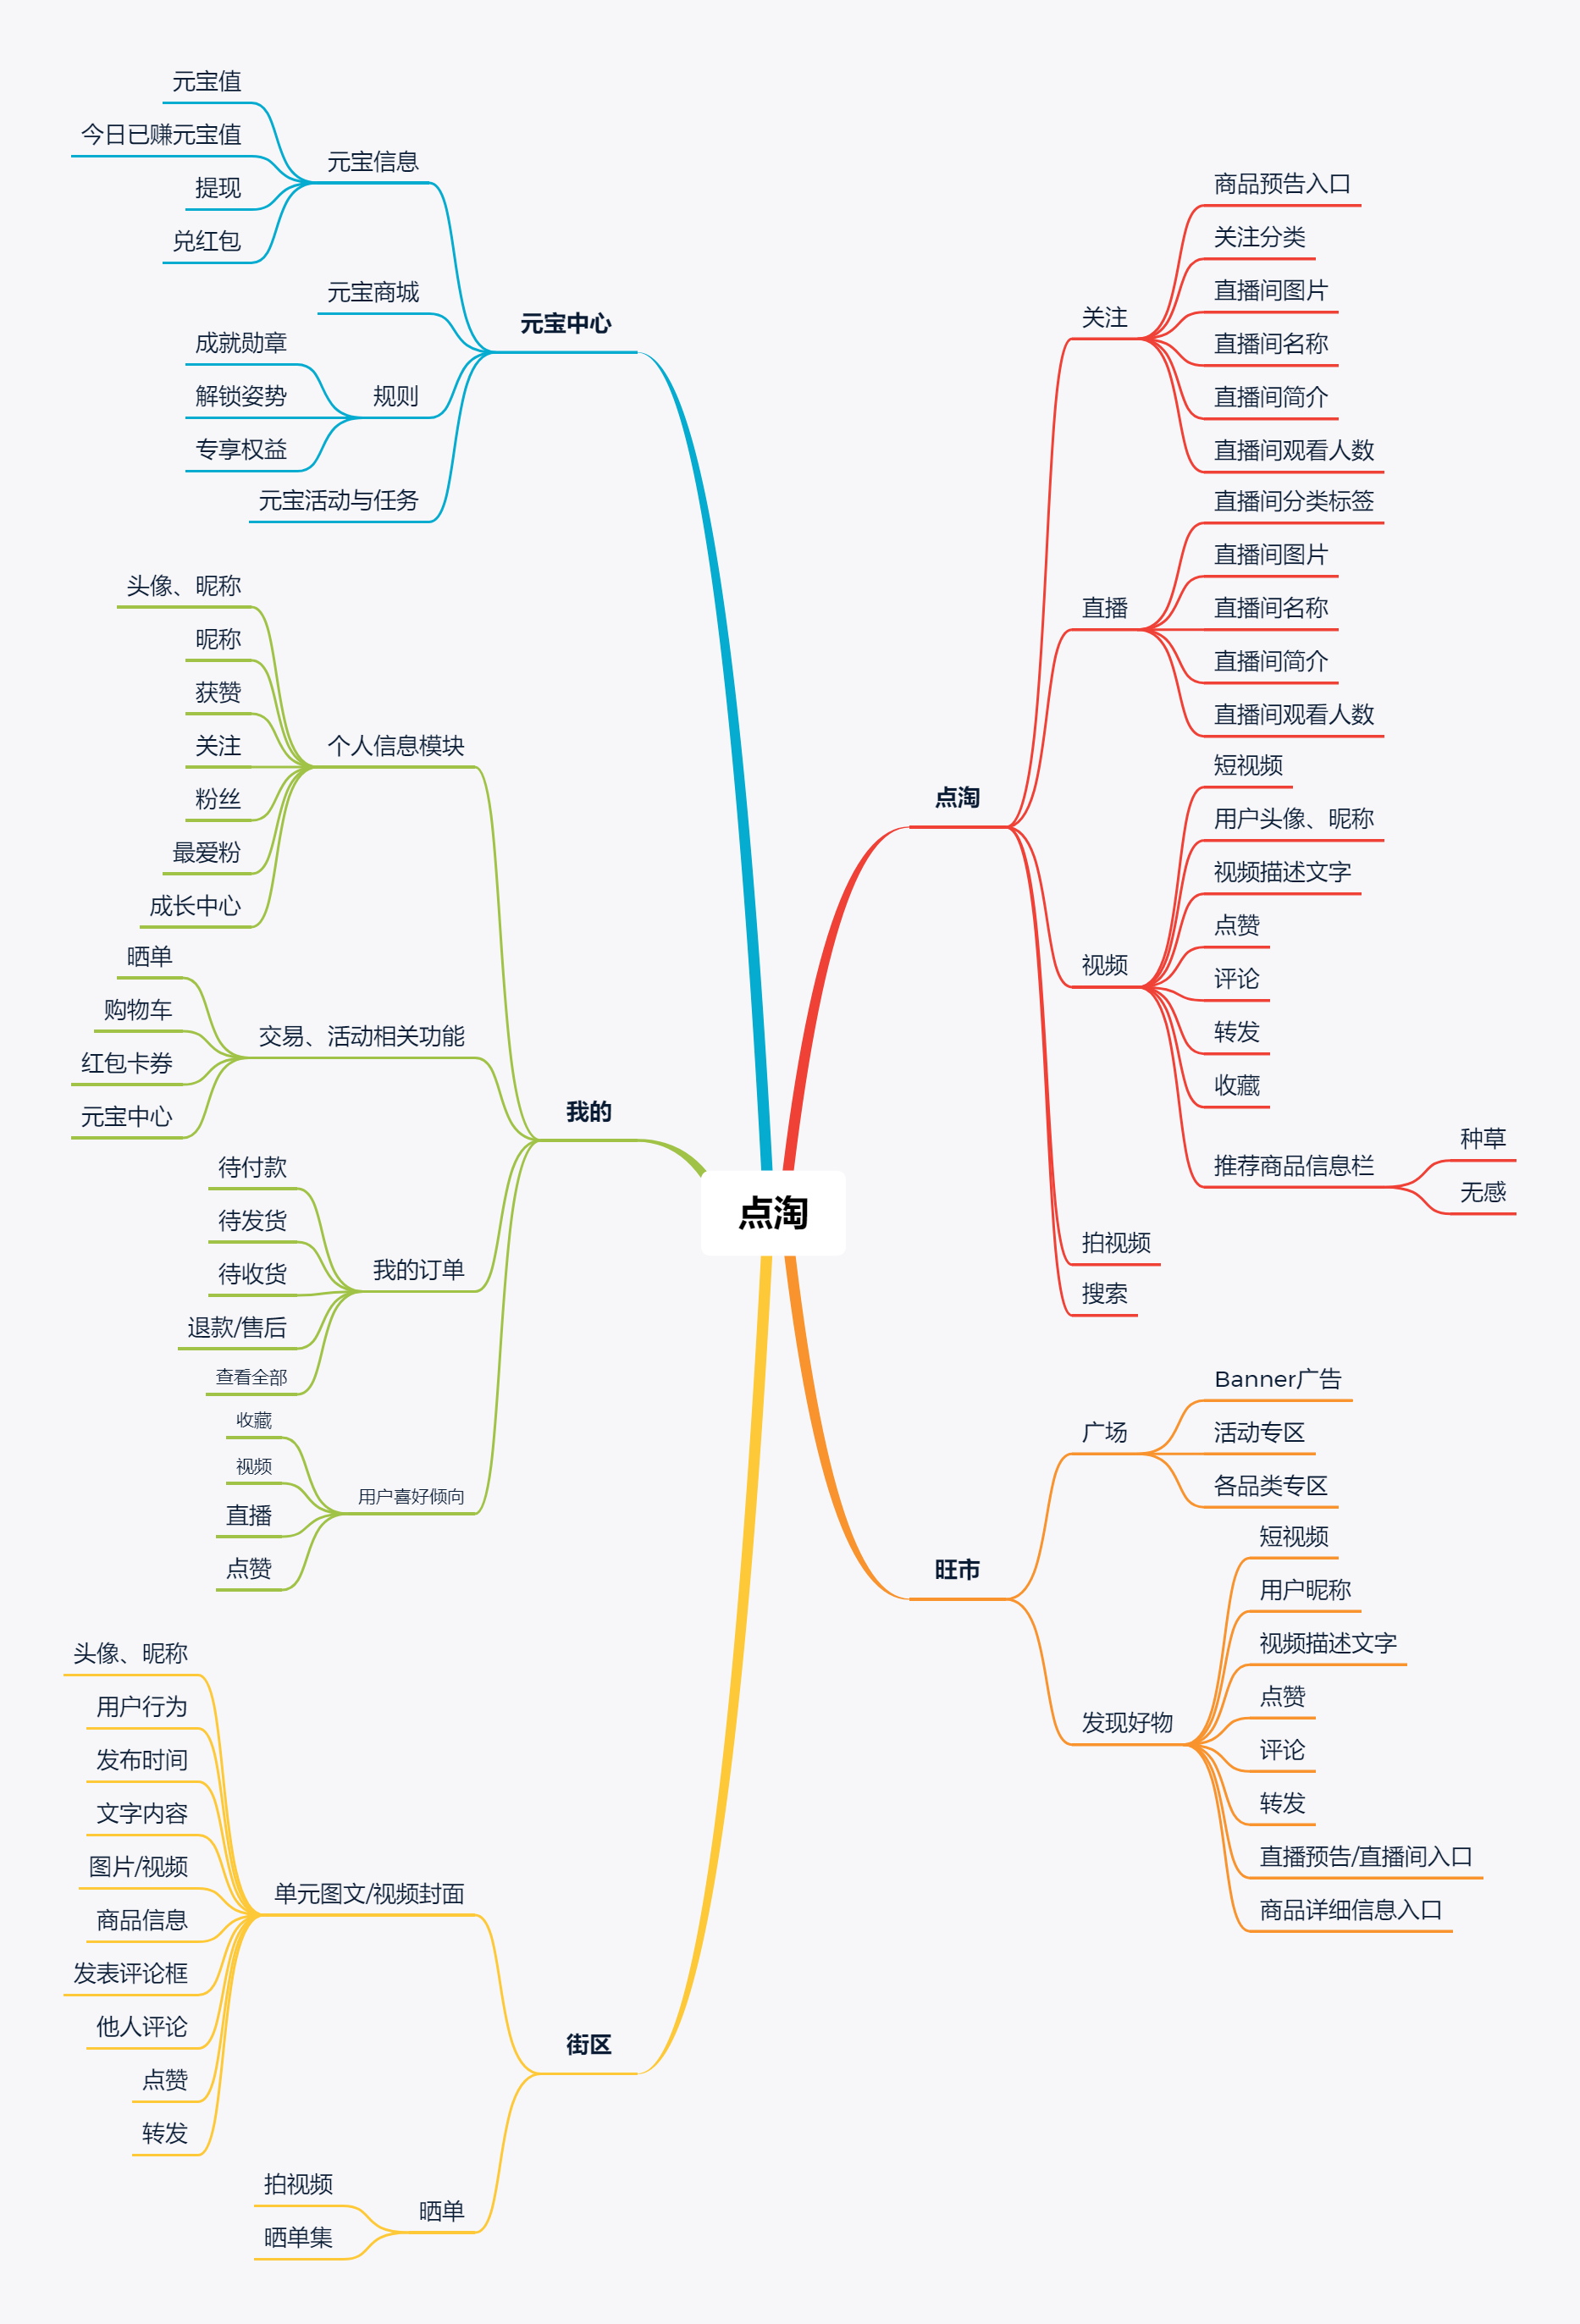 点淘
点淘
关注
商品预告入口
关注分类
直播间图片
直播间名称
直播间简介
直播间观看人数
直播
直播间分类标签
直播间图片
直播间名称
直播间简介
直播间观看人数
视频
短视频
用户头像、昵称
视频描述文字
点赞
评论
转发
收藏
推荐商品信息栏
种草
无感
拍视频
搜索
旺市
广场
Banner广告
活动专区
各品类专区
发现好物
短视频
用户昵称
视频描述文字
点赞
评论
转发
直播预告/直播间入口
商品详细信息入口
元宝中心
元宝信息
元宝值
今日已赚元宝值
提现
兑红包
元宝商城
规则
成就勋章
解锁姿势
专享权益
元宝活动与任务
我的
个人信息模块
头像、昵称
昵称
获赞
关注
粉丝
最爱粉
成长中心
交易、活动相关功能
晒单
购物车
红包卡券
元宝中心
我的订单
待付款
待发货
待收货
退款/售后
查看全部
用户喜好倾向
收藏
视频
直播
点赞
街区
单元图文/视频封面
头像、昵称
用户行为
发布时间
文字内容
图片/视频
商品信息
发表评论框
他人评论
点赞
转发
晒单
拍视频
晒单集